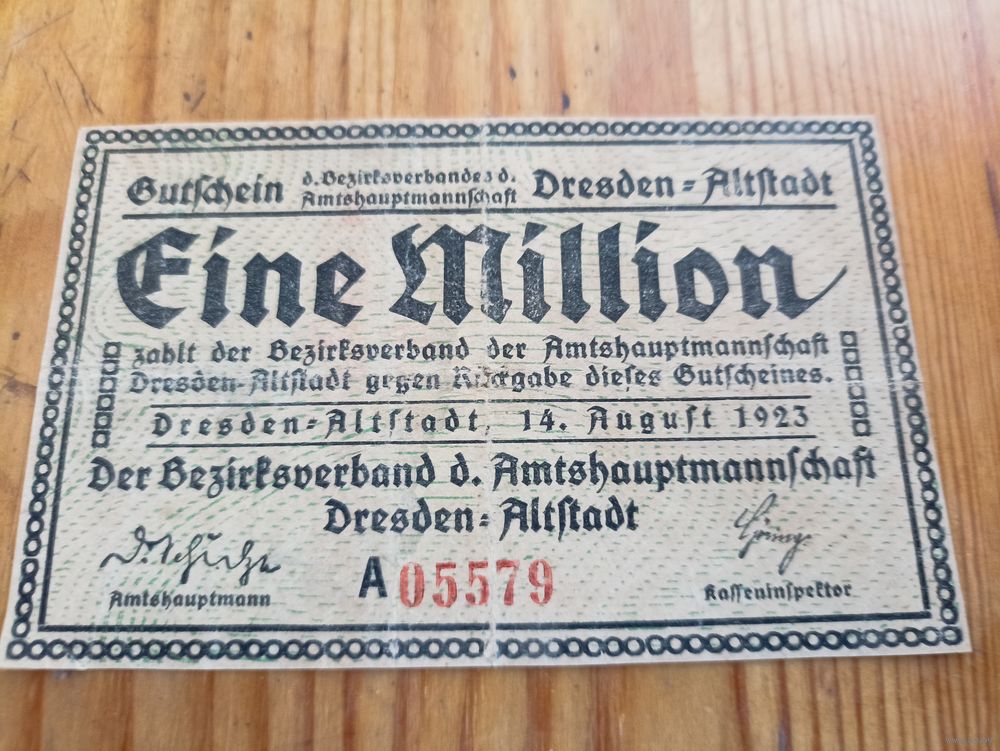 Gutschein d. Bezirksverbandes d. Amtshauptmannschaft Dresden-Altstadt
Eine Million
zahlt der Bezirksverband der Amtshauptmannschaft
Dresden-Altstadt gegen Rückgabe dieses Gutscheines.
Dresden-Altstadt, 14. August 1923
Der Bezirksverband d. Amtshauptmannschaft
Dresden-Altstadt
A 05579
Amtshauptmann
Kasseninspektor